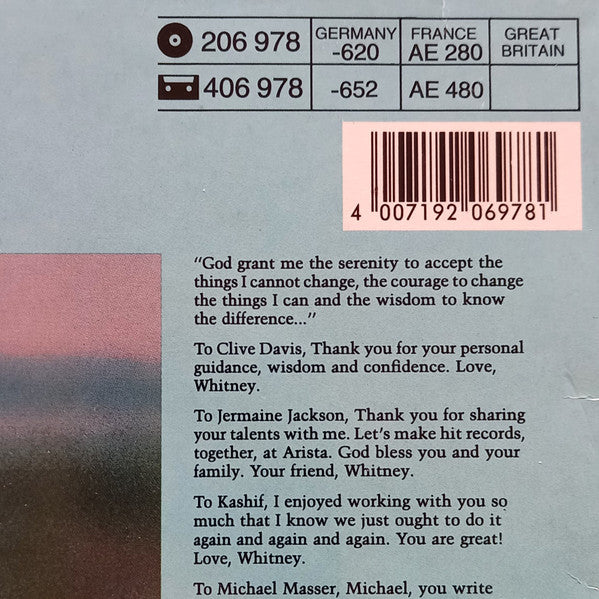 206 978 GERMANY -620 FRANCE AE 280 GREAT BRITAIN
406 978 -652 AE 480
4 007192 069781
"God grant me the serenity to accept the
things I cannot change, the courage to change
the things I can and the wisdom to know
the difference..."
To Clive Davis, Thank you for your personal
guidance, wisdom and confidence. Love,
Whitney.
To Jermaine Jackson, Thank you for sharing
your talents with me. Let's make hit records,
together, at Arista. God bless you and your
family. Your friend, Whitney.
To Kashif, I enjoyed working with you so
much that I know we just ought to do it
again and again and again. You are great!
Love, Whitney.
To Michael Masser, Michael, you write